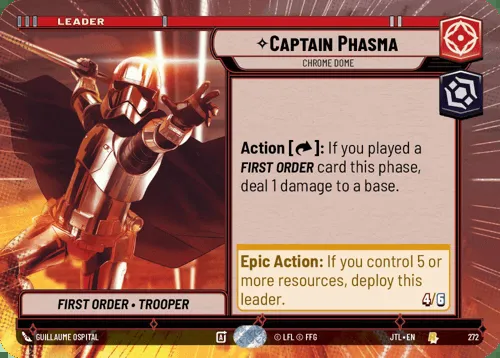 LEADER
CAPTAIN PHASMA
CHROME DOME
Action [ ]: If you played a
FIRST ORDER card this phase,
deal 1 damage to a base.
Epic Action: If you control 5 or
more resources, deploy this
leader.
4/6
FIRST ORDER • TROOPER
GUILLAUME OSPITAL
A
© LFL © FFG
JTL•EN
272